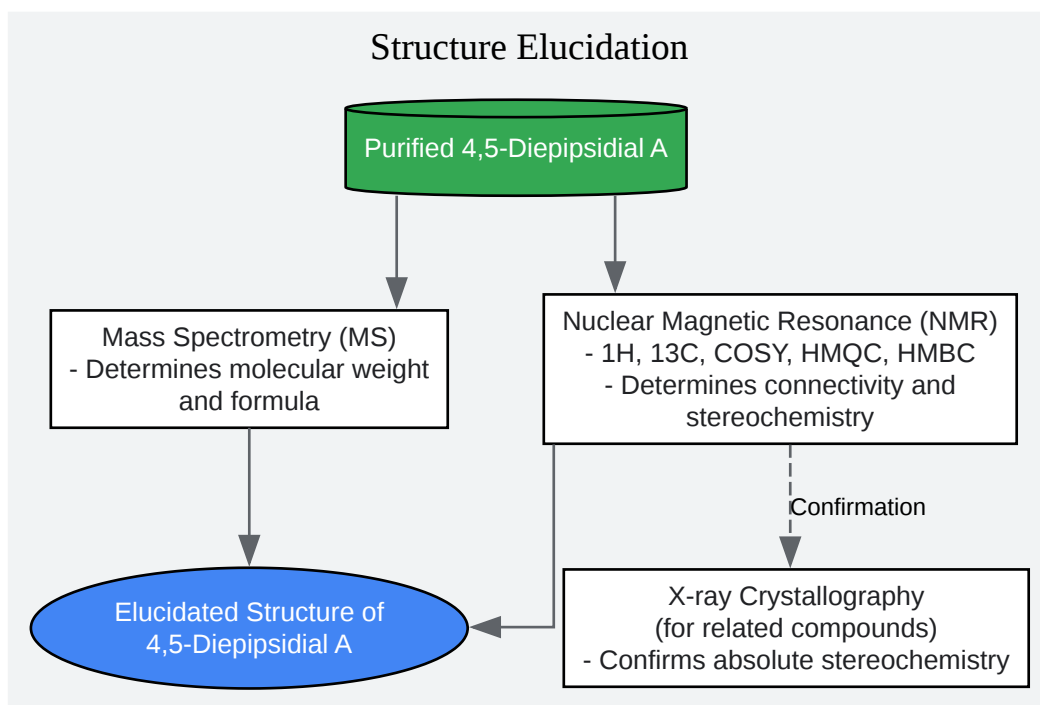 Structure Elucidation
Purified 4,5-Diepipsidial A
Mass Spectrometry (MS)
- Determines molecular weight
and formula
Nuclear Magnetic Resonance (NMR)
- 1H, 13C, COSY, HMQC, HMBC
- Determines connectivity and
stereochemistry
Confirmation
Elucidated Structure of
4,5-Diepipsidial A
X-ray Crystallography
(for related compounds)
- Confirms absolute stereochemistry